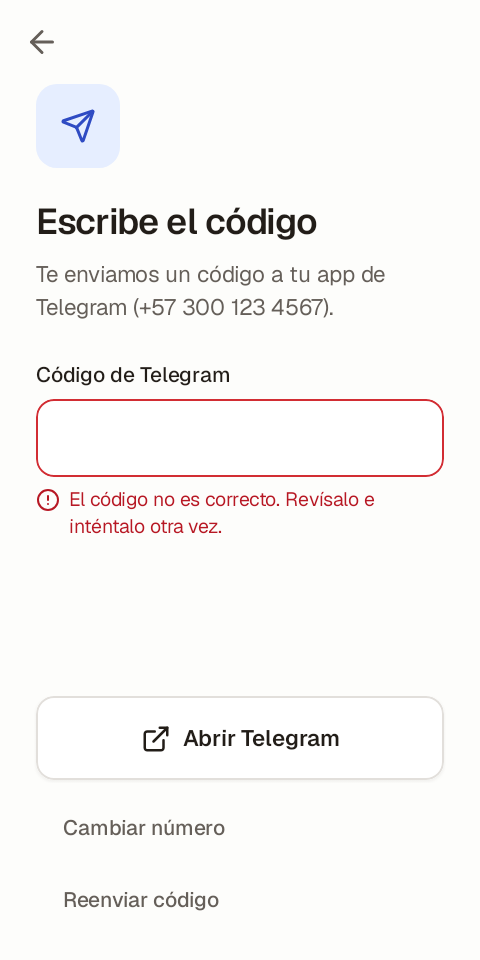 Escribe el código
Te enviamos un código a tu app de
Telegram (+57 300 123 4567).
Código de Telegram
El código no es correcto. Revísalo e
inténtalo otra vez.
Abrir Telegram
Cambiar número
Reenviar código